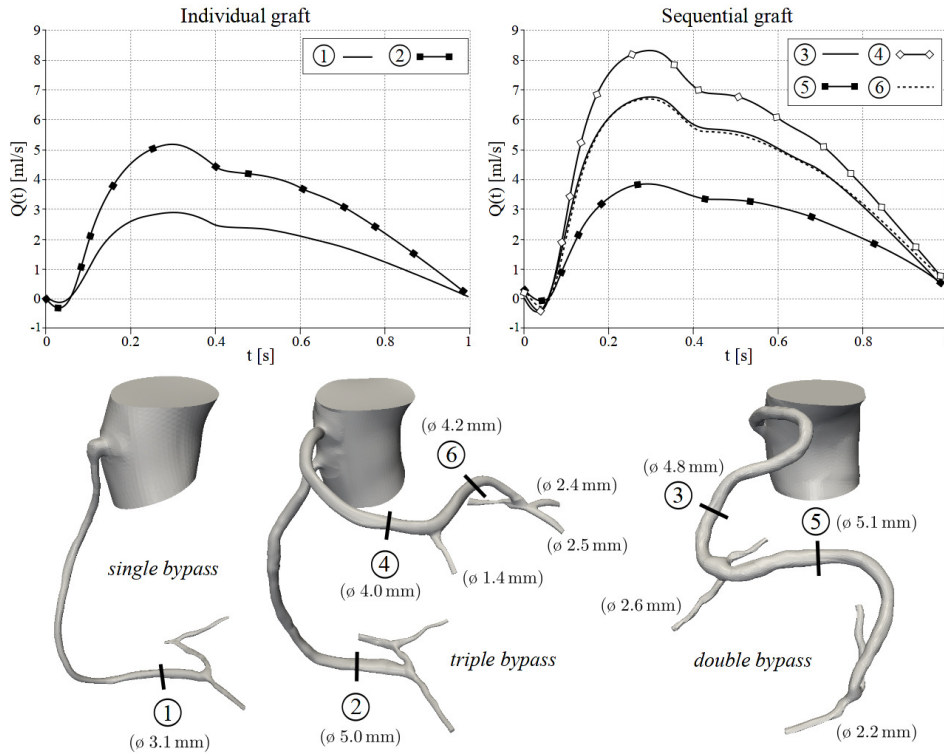 Individual graft
① ②
9
8
7
6
5
4
3
2
1
0
-1
Q(t) [ml/s]
0 0.2 0.4 0.6 0.8 1
t [s]
Sequential graft
③ ④
⑤ ⑥
9
8
7
6
5
4
3
2
1
0
-1
Q(t) [ml/s]
0 0.2 0.4 0.6 0.8 1
t [s]
single bypass
①
(ø 3.1 mm)
(ø 4.2 mm)
⑥
(ø 2.4 mm)
(ø 2.5 mm)
④
(ø 4.0 mm)
(ø 1.4 mm)
triple bypass
②
(ø 5.0 mm)
(ø 4.8 mm)
③
⑤ (ø 5.1 mm)
(ø 2.6 mm)
double bypass
(ø 2.2 mm)